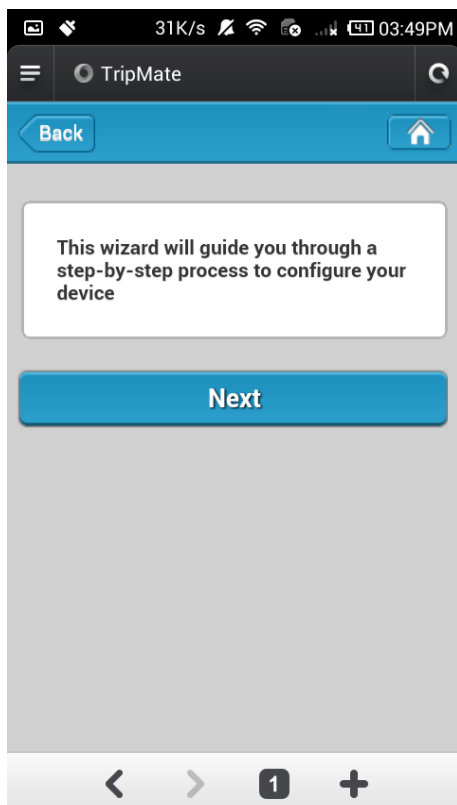 31K/s 41 03:49PM
TripMate
Back
This wizard will guide you through a
step-by-step process to configure your
device
Next
1